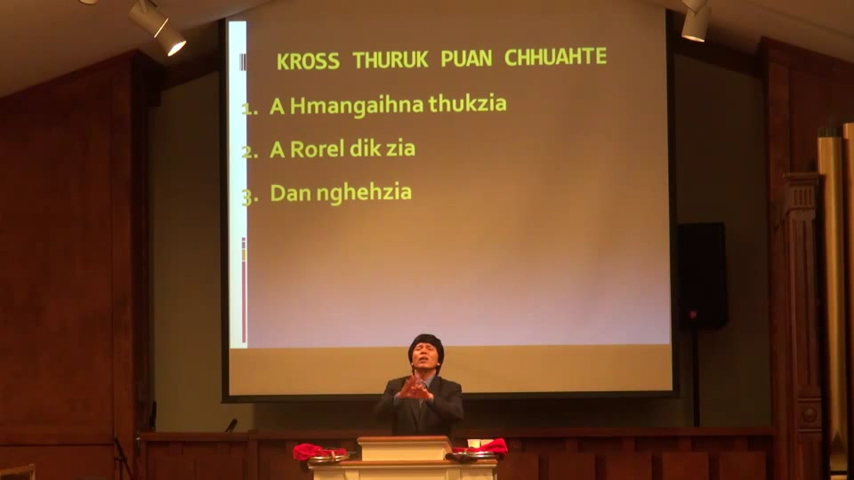 KROSS THURUK PUAN CHHUAHTE
1. A Hmangaihna thukzia
2. A Rorel dik zia
3. Dan nghehzia